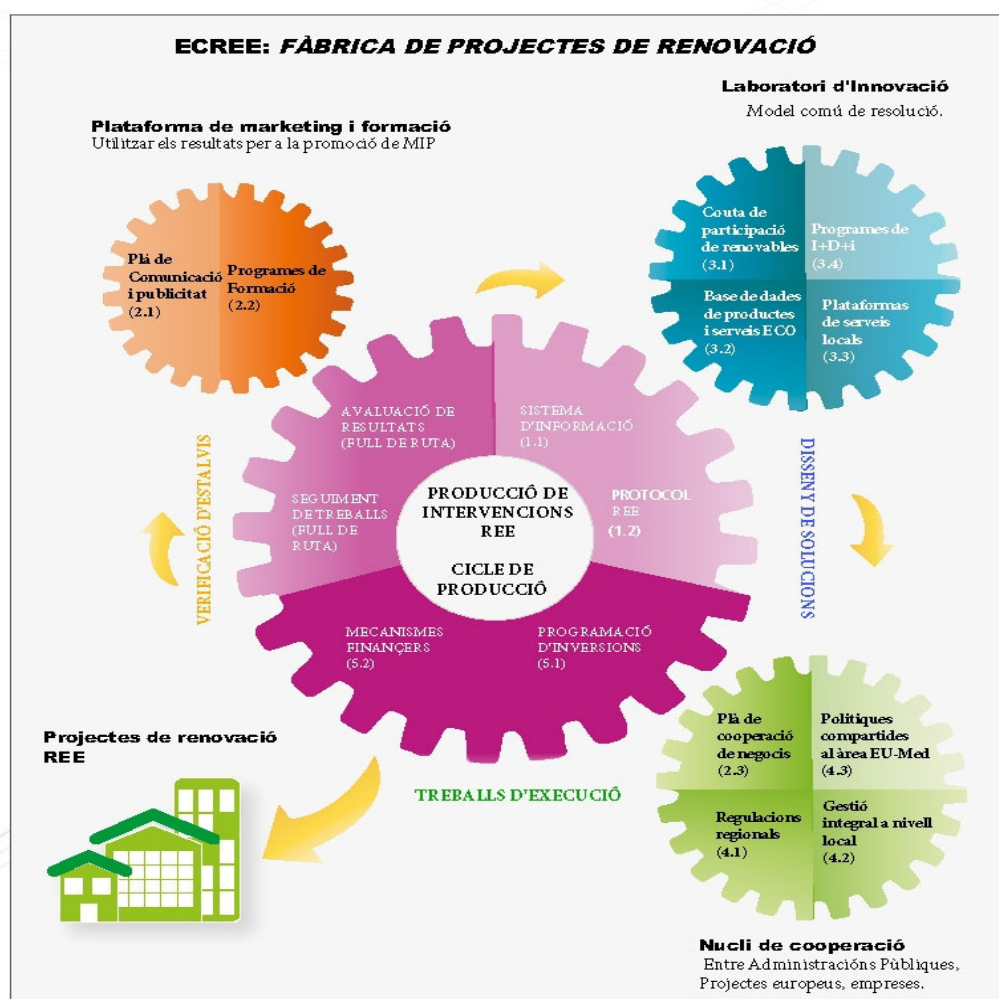 ECREE: FÀBRICA DE PROJECTES DE RENOVACIÓ
Laboratori d'Innovació
Model comú de resolució.
Plataforma de marketing i formació
Utilitzar els resultats per a la promoció de MIP
Plà de
Comunicació
i publicitat
(2.1)
Programes de
Formació
(2.2)
Couta de
participació
de renovables
(3.1)
Programes de
I+D+i
(3.4)
Base de dades
de productes
i serveis ECO
(3.2)
Plataformas
de serveis
locals
(3.3)
AVALUACIÓ DE
RESULTATS
(FULL DE RUTA)
SISTEMA
D'INFORMACIÓ
(1.1)
SEGUIMENT
DE TREBALLS
(FULL DE
RUTA)
PROTOCOL
REE
(1.2)
PRODUCCIÓ DE
INTERVENCIONS
REE
CICLE DE
PRODUCCIÓ
MECANISMES
FINANÇERS
(5.2)
PROGRAMACIÓ
D'INVERSIONS
(5.1)
VERIFICACIÓ D'ESTALVIS
DISSENY DE SOLUCIONS
TREBALLS D'EXECUCIÓ
Projectes de renovació
REE
Plà de
cooperació
de negocis
(2.3)
Politiques
compartides
al àrea EU-Med
(4.3)
Regulacions
regionals
(4.1)
Gestió
integral a nivell
local
(4.2)
Nucli de cooperació
Entre Administracións Pùbliques,
Projectes europeus, empreses.